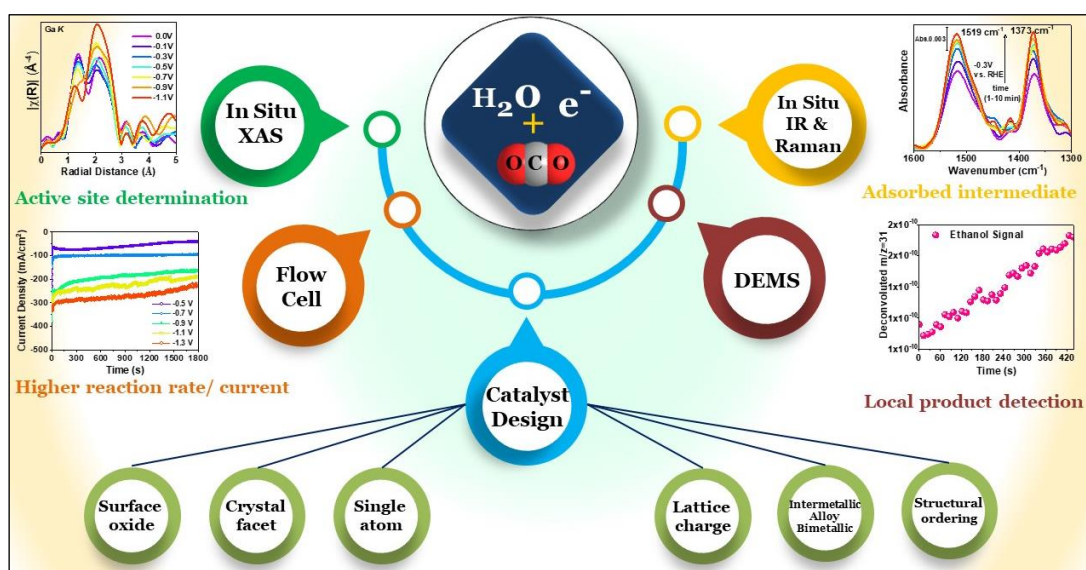 Ga K
0.0V
-0.1V
-0.3V
-0.5V
-0.7V
-0.9V
-1.1V
|χ(R)| (Å⁻⁴)
0 1 2 3 4 5
Radial Distance (Å)
Active site determination
In Situ
XAS
H₂O e⁻
+
O C O
In Situ
IR &
Raman
Abs.0.003
1519 cm⁻¹
1373 cm⁻¹
-0.3V
vs. RHE
time
(1-10 min)
Absorbance
1600 1500 1400 1300
Wavenumber (cm⁻¹)
Adsorbed intermediate
0
-100
-200
-300
-400
-500
Current Density (mA/cm²)
-0.5 V
-0.7 V
-0.9 V
-1.1 V
-1.3 V
0 300 600 900 1200 1500 1800
Time (s)
Higher reaction rate/ current
Flow
Cell
DEMS
2x10⁻¹⁰
2x10⁻¹⁰
1x10⁻¹⁰
1x10⁻¹⁰
Deconvoluted m/z=31
Ethanol Signal
0 60 120 180 240 300 360 420
Time (s)
Local product detection
Catalyst
Design
Surface
oxide
Crystal
facet
Single
atom
Lattice
charge
Intermetallic
Alloy
Bimetallic
Structural
ordering